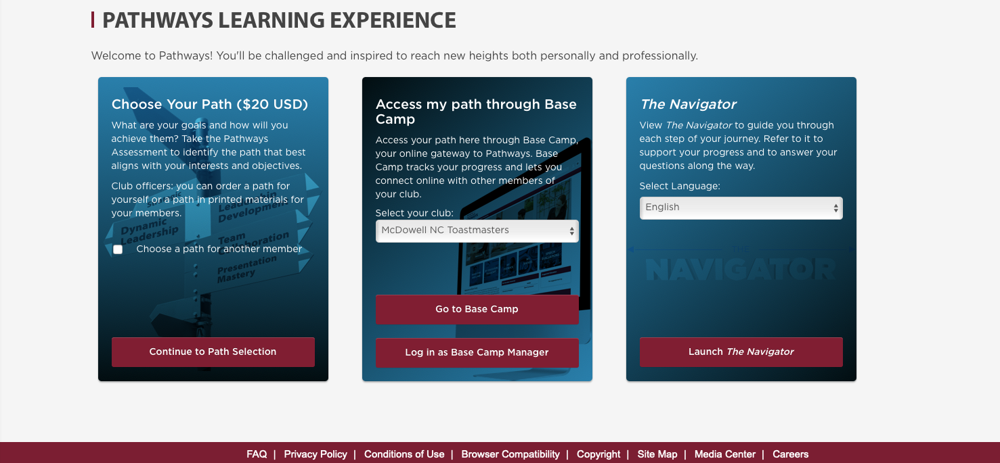 PATHWAYS LEARNING EXPERIENCE
Welcome to Pathways! You'll be challenged and inspired to reach new heights both personally and professionally.
Choose Your Path ($20 USD)
What are your goals and how will you
achieve them? Take the Pathways
Assessment to identify the path that best
aligns with your interests and objectives.
Club officers: you can order a path for
yourself or a path in printed materials for
your members.
Strategic
Leadership
Development
Dynamic
Leadership
Team
Collaboration
Choose a path for another member
Presentation
Mastery
Continue to Path Selection
Access my path through Base
Camp
Access your path here through Base Camp,
your online gateway to Pathways. Base
Camp tracks your progress and lets you
connect online with other members of
your club.
Select your club:
McDowell NC Toastmasters
Go to Base Camp
Log in as Base Camp Manager
The Navigator
View The Navigator to guide you through
each step of your journey. Refer to it to
support your progress and to answer your
questions along the way.
Select Language:
English
THE
NAVIGATOR
Launch The Navigator
FAQ | Privacy Policy | Conditions of Use | Browser Compatibility | Copyright | Site Map | Media Center | Careers